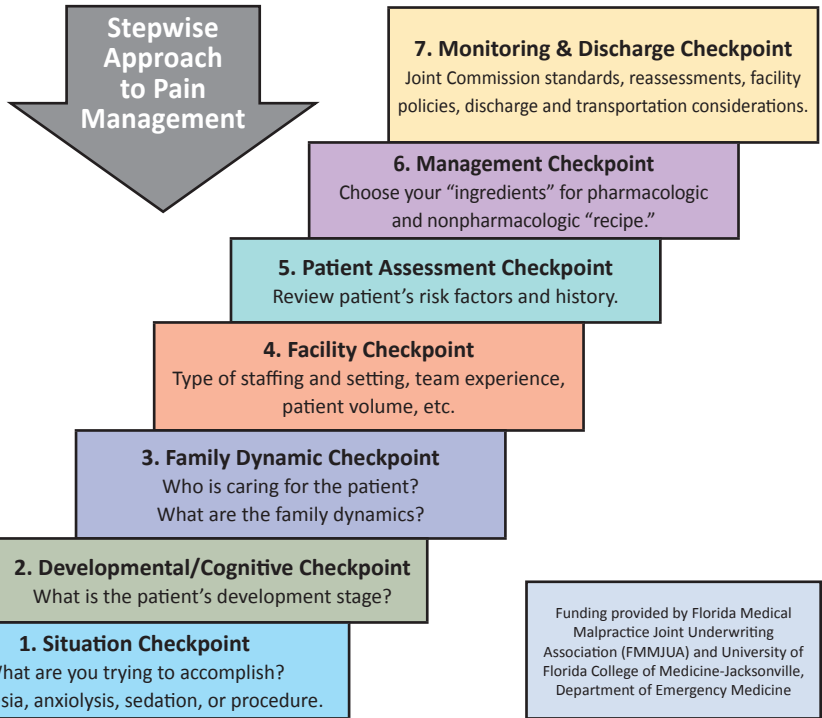 Stepwise
Approach
to Pain
Management
7. Monitoring & Discharge Checkpoint
Joint Commission standards, reassessments, facility
policies, discharge and transportation considerations.
6. Management Checkpoint
Choose your “ingredients” for pharmacologic
and nonpharmacologic “recipe.”
5. Patient Assessment Checkpoint
Review patient’s risk factors and history.
4. Facility Checkpoint
Type of staffing and setting, team experience,
patient volume, etc.
3. Family Dynamic Checkpoint
Who is caring for the patient?
What are the family dynamics?
2. Developmental/Cognitive Checkpoint
What is the patient’s development stage?
1. Situation Checkpoint
are you trying to accomplish?
anxiolysis, sedation, or procedure.
Funding provided by Florida Medical
Malpractice Joint Underwriting
Association (FMMJUA) and University of
Florida College of Medicine-Jacksonville,
Department of Emergency Medicine